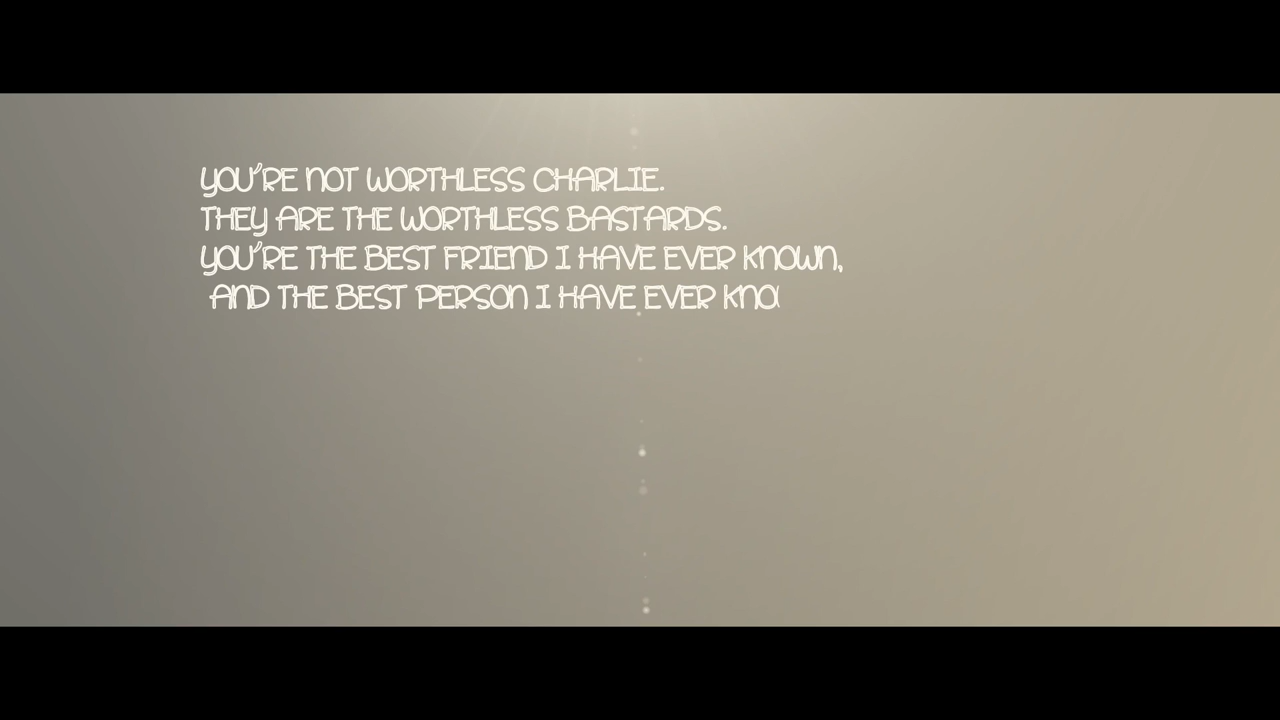 YOU'RE NOT WORTHLESS CHARLIE.
THEY ARE THE WORTHLESS BASTARDS.
YOU'RE THE BEST FRIEND I HAVE EVER KNOWN,
AND THE BEST PERSON I HAVE EVER KNO